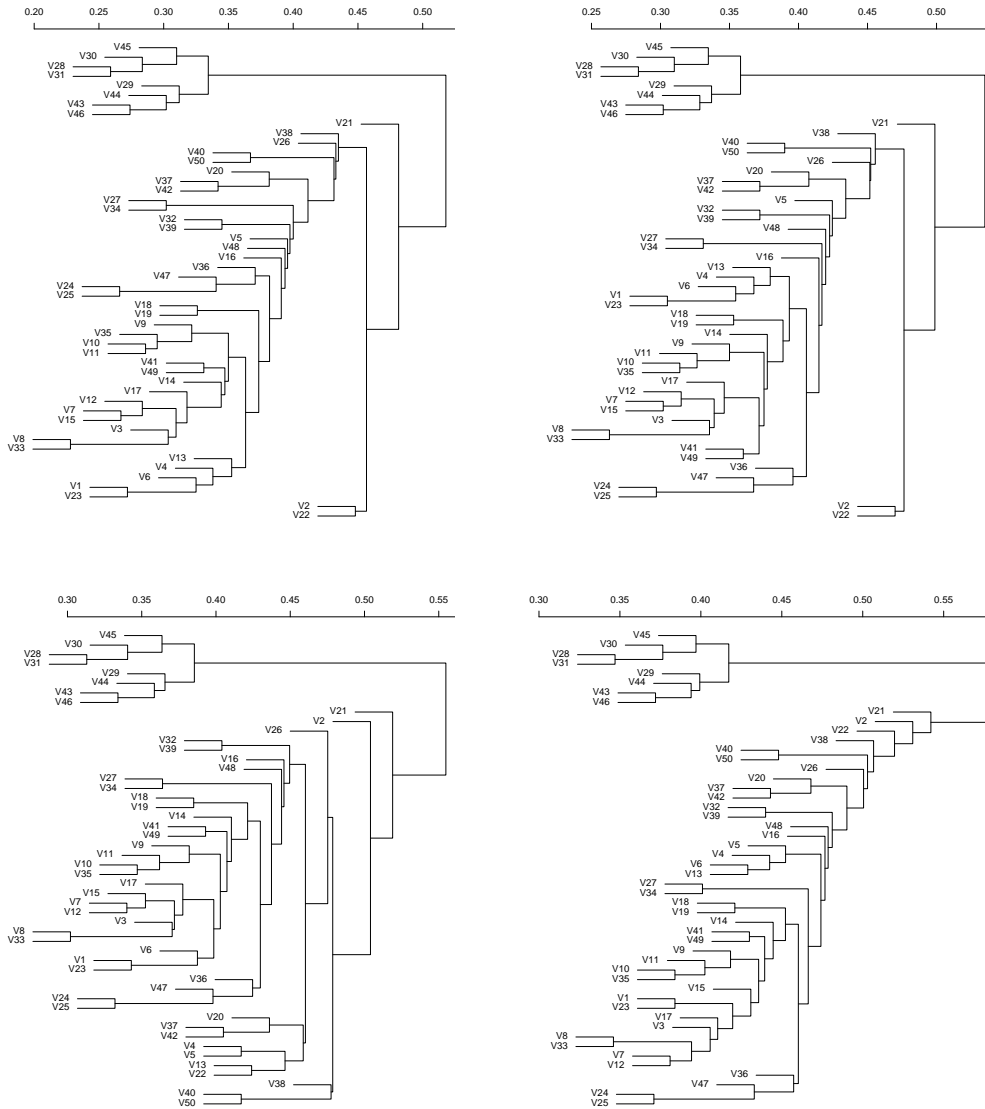 0.20 0.25 0.30 0.35 0.40 0.45 0.50
V45
V30
V28
V31
V29
V44
V43
V46
V21
V38
V26
V40
V50
V20
V37
V42
V27
V34
V32
V39
V5
V48
V16
V36
V47
V24
V25
V18
V19
V9
V35
V10
V11
V41
V49
V14
V17
V12
V7
V15
V3
V8
V33
V13
V4
V6
V1
V23
V2
V22
0.25 0.30 0.35 0.40 0.45 0.50
V45
V30
V28
V31
V29
V44
V43
V46
V21
V38
V40
V50
V26
V20
V37
V42
V5
V32
V39
V48
V27
V34
V16
V13
V4
V6
V1
V23
V18
V19
V14
V9
V11
V10
V35
V17
V12
V7
V15
V3
V8
V33
V41
V49
V36
V47
V24
V25
V2
V22
0.30 0.35 0.40 0.45 0.50 0.55
V45
V30
V28
V31
V29
V44
V43
V46
V21
V2
V26
V32
V39
V16
V48
V27
V34
V18
V19
V14
V41
V49
V9
V11
V10
V35
V17
V15
V7
V12
V3
V8
V33
V6
V1
V23
V36
V47
V24
V25
V20
V37
V42
V4
V5
V13
V22
V38
V40
V50
0.30 0.35 0.40 0.45 0.50 0.55
V45
V30
V28
V31
V29
V44
V43
V46
V21
V2
V22
V38
V40
V50
V26
V20
V37
V42
V32
V39
V48
V16
V5
V4
V6
V13
V27
V34
V18
V19
V14
V41
V49
V9
V11
V10
V35
V15
V1
V23
V17
V3
V8
V33
V7
V12
V36
V47
V24
V25